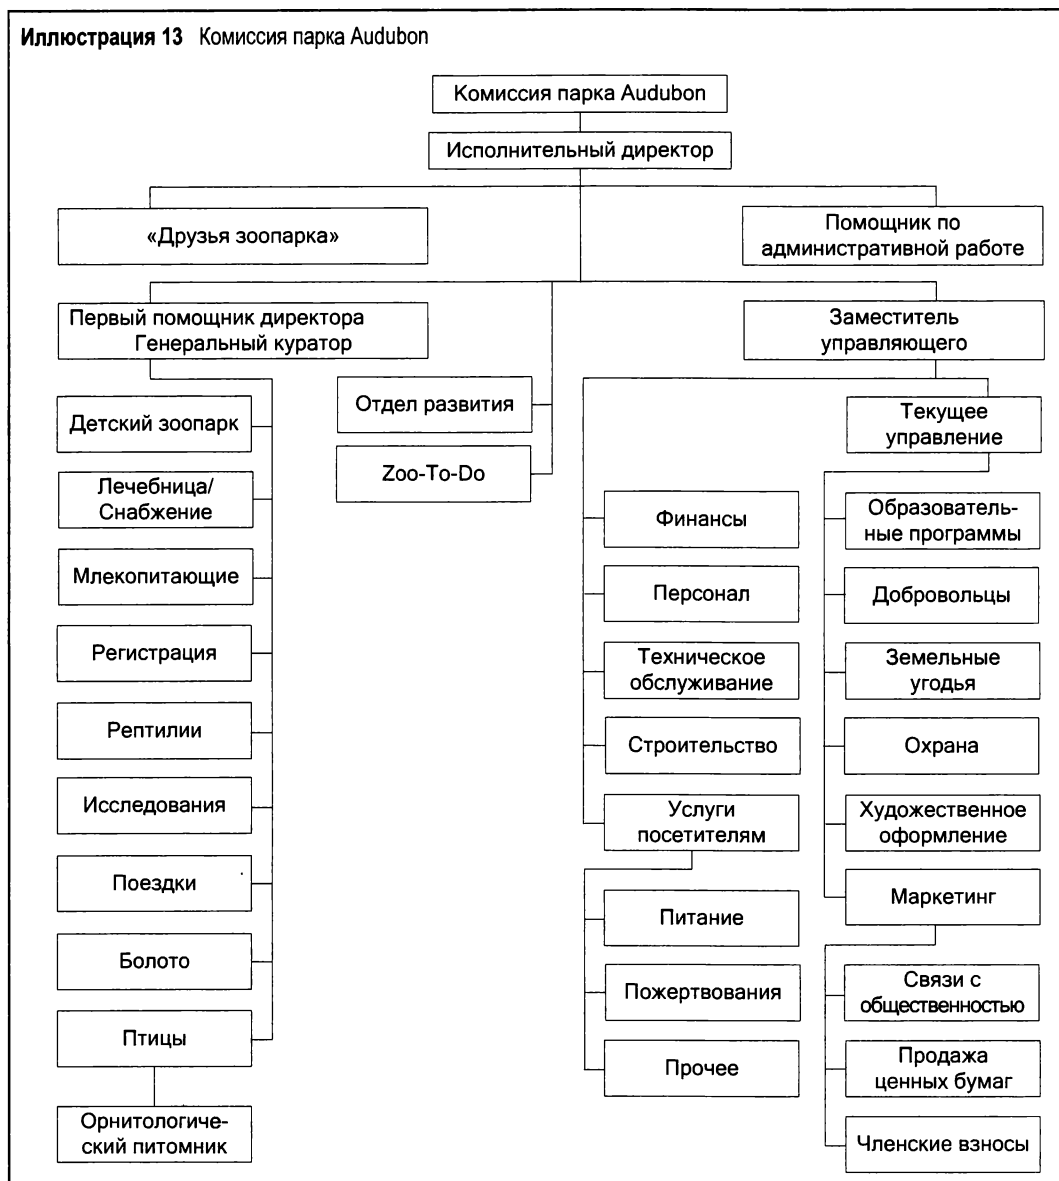 Иллюстрация 13 Комиссия парка Audubon
Комиссия парка Audubon
Исполнительный директор
«Друзья зоопарка»
Помощник по
административной работе
Первый помощник директора
Генеральный куратор
Заместитель
управляющего
Отдел развития
Zoo-To-Do
Детский зоопарк
Лечебница/
Снабжение
Млекопитающие
Регистрация
Рептилии
Исследования
Поездки
Болото
Птицы
Орнитологиче-
ский питомник
Финансы
Персонал
Техническое
обслуживание
Строительство
Услуги
посетителям
Питание
Пожертвования
Прочее
Текущее
управление
Образователь-
ные программы
Добровольцы
Земельные
угодья
Охрана
Художественное
оформление
Маркетинг
Связи с
общественностью
Продажа
ценных бумаг
Членские взносы